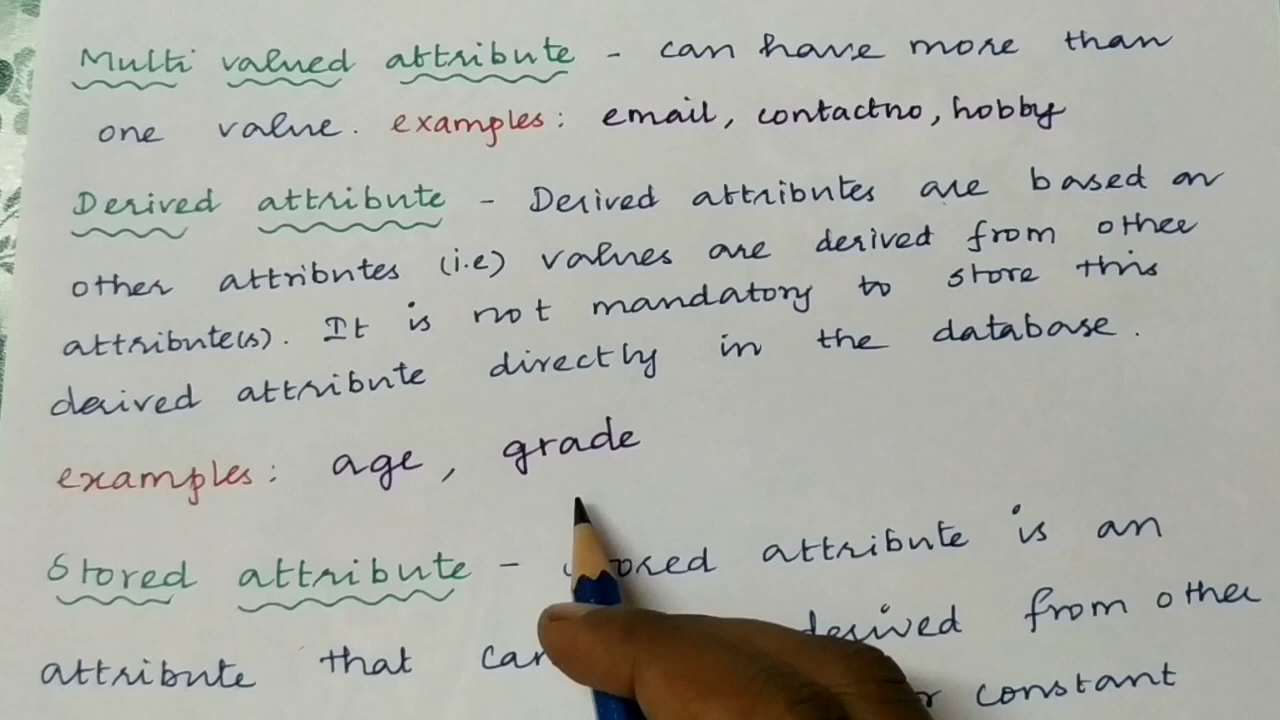 Multi valued attribute - can have more than
one value. examples: email, contactno, hobby
Derived attribute - Derived attributes are based on
other attributes (i.e) values are derived from other
attribute(s). It is not mandatory to store this
derived attribute directly in the database.
examples: age, grade
Stored attribute - attribute is an
attribute that derived from other
constant